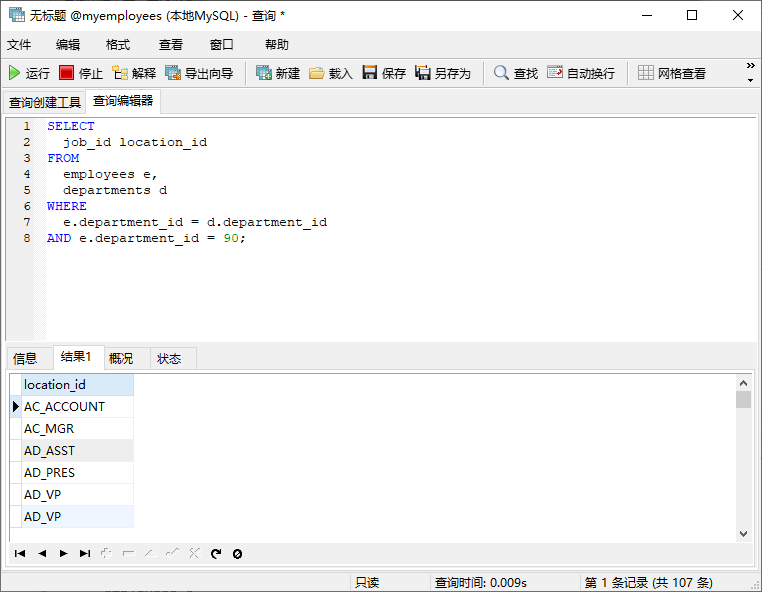 无标题 @myemployees (本地MySQL) - 查询 *
文件 编辑 格式 查看 窗口 帮助
运行 停止 解释 导出向导 新建 载入 保存 另存为 查找 自动换行 网格查看 »
查询创建工具 查询编辑器
1 SELECT
2 job_id location_id
3 FROM
4 employees e,
5 departments d
6 WHERE
7 e.department_id = d.department_id
8 AND e.department_id = 90;
信息 结果1 概况 状态
location_id
AC_ACCOUNT
AC_MGR
AD_ASST
AD_PRES
AD_VP
AD_VP
只读 查询时间: 0.009s 第 1 条记录 (共 107 条)